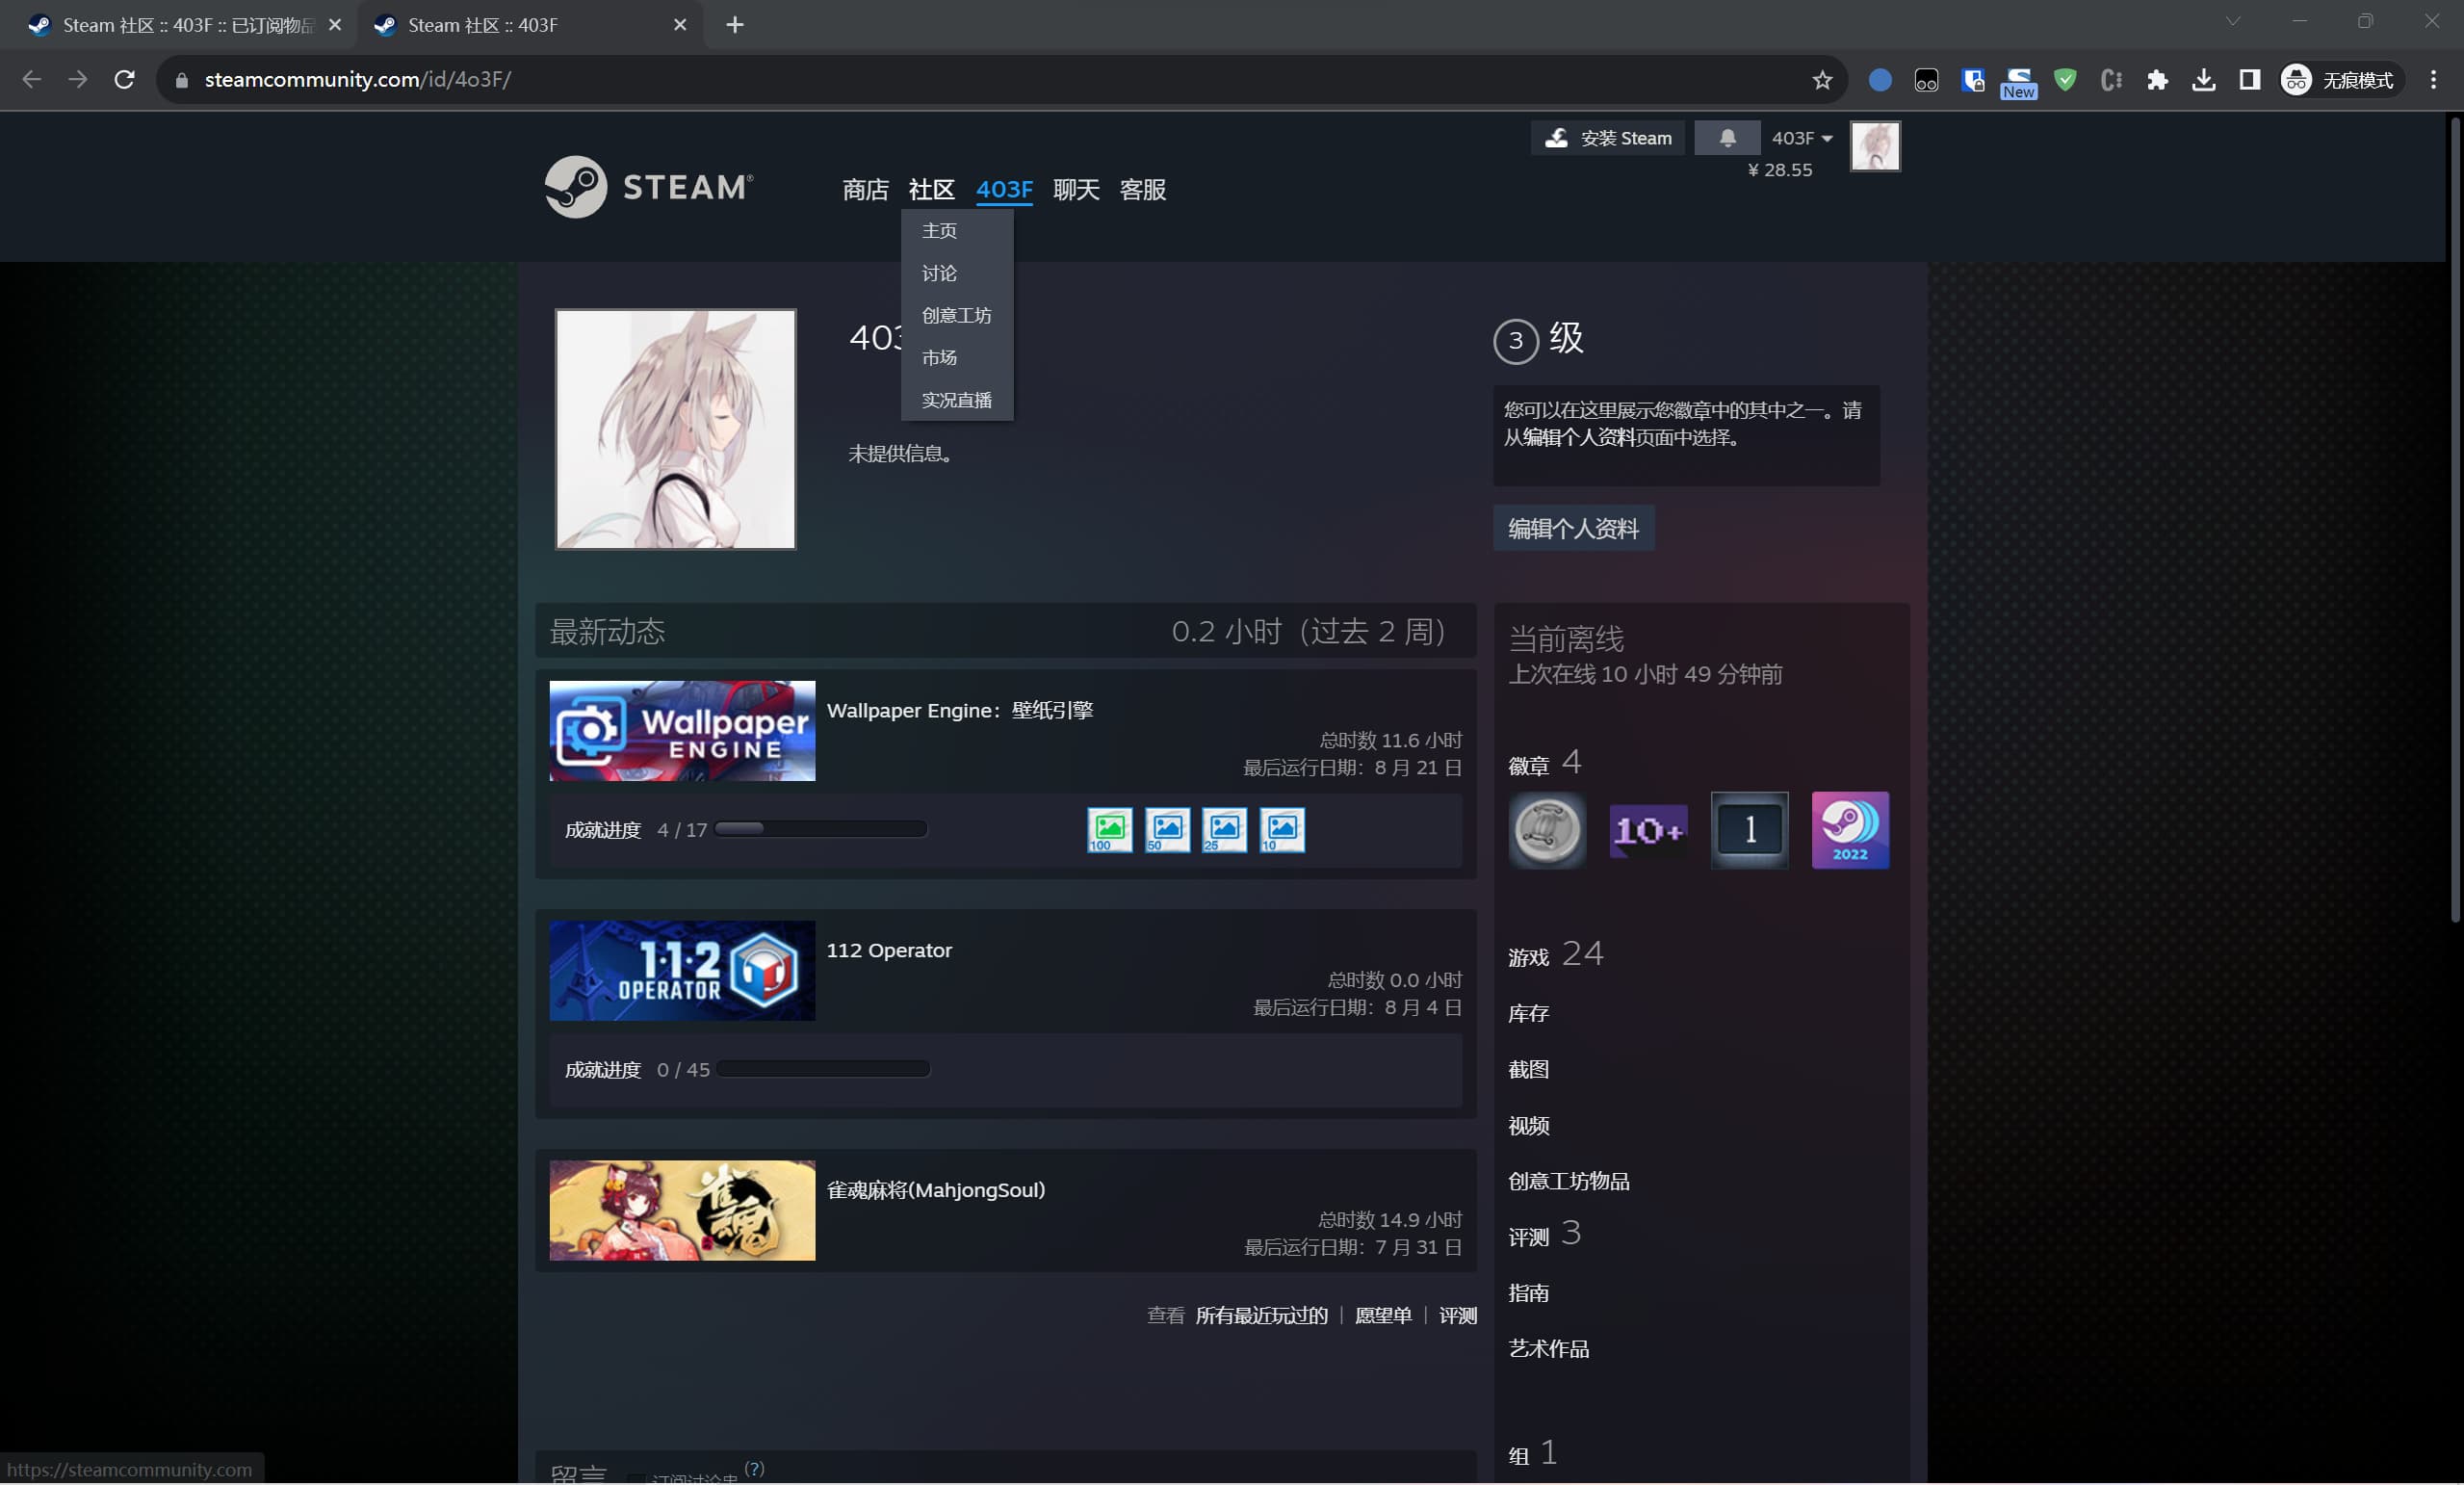 Steam 社区 :: 403F :: 已订阅物品
Steam 社区 :: 403F
steamcommunity.com/id/4o3F/
New
无痕模式
安装 Steam
403F
¥ 28.55
STEAM®
商店 社区 403F 聊天 客服
主页
讨论
创意工坊
市场
实况直播
403
未提供信息。
3 级
您可以在这里展示您徽章中的其中之一。请
从编辑个人资料页面中选择。
编辑个人资料
最新动态
0.2 小时（过去 2 周）
Wallpaper
ENGINE
Wallpaper Engine：壁纸引擎
总时数 11.6 小时
最后运行日期：8 月 21 日
成就进度 4 / 17
100
50
25
10
1·1·2
OPERATOR
112 Operator
总时数 0.0 小时
最后运行日期：8 月 4 日
成就进度 0 / 45
雀魂
雀魂麻将(MahjongSoul)
总时数 14.9 小时
最后运行日期：7 月 31 日
查看 所有最近玩过的 | 愿望单 | 评测
留言 订阅讨论串 (?)
当前离线
上次在线 10 小时 49 分钟前
徽章 4
10+
1
2022
游戏 24
库存
截图
视频
创意工坊物品
评测 3
指南
艺术作品
组 1
https://steamcommunity.com